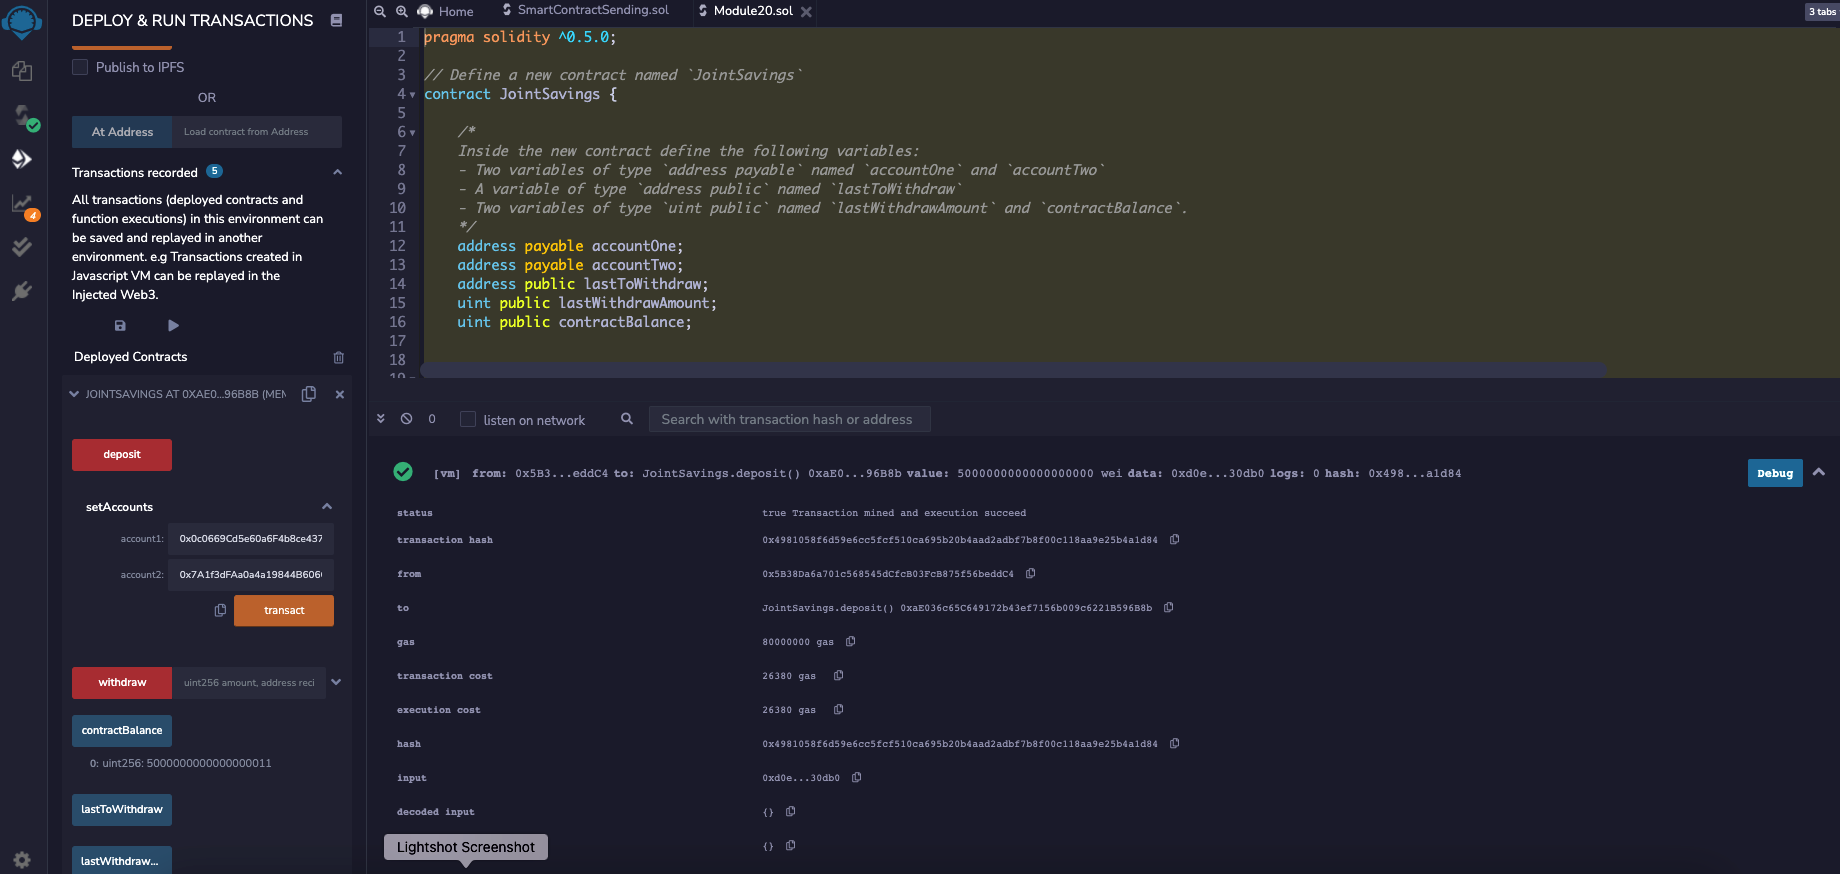 DEPLOY & RUN TRANSACTIONS
Publish to IPFS
OR
At Address
Load contract from Address
Transactions recorded 5
All transactions (deployed contracts and
function executions) in this environment can
be saved and replayed in another
environment. e.g Transactions created in
Javascript VM can be replayed in the
Injected Web3.
Deployed Contracts
JOINTSAVINGS AT 0XAE0...96B8B (MEM
deposit
setAccounts
account1: 0x0c0669Cd5e60a6F4b8ce437
account2: 0x7A1f3dFAa0a4a19844B606
transact
withdraw
uint256 amount, address reci
contractBalance
0: uint256: 5000000000000000011
lastToWithdraw
lastWithdraw...
4
Home
SmartContractSending.sol
Module20.sol
3 tabs
1 pragma solidity ^0.5.0;
2
3 // Define a new contract named `JointSavings`
4 contract JointSavings {
5
6 /*
7 Inside the new contract define the following variables:
8 - Two variables of type `address payable` named `accountOne` and `accountTwo`
9 - A variable of type `address public` named `lastToWithdraw`
10 - Two variables of type `uint public` named `lastWithdrawAmount` and `contractBalance`.
11 */
12 address payable accountOne;
13 address payable accountTwo;
14 address public lastToWithdraw;
15 uint public lastWithdrawAmount;
16 uint public contractBalance;
17
18
19
0
listen on network
Search with transaction hash or address
[vm] from: 0x5B3...eddC4 to: JointSavings.deposit() 0xaE0...96B8b value: 5000000000000000000 wei data: 0xd0e...30db0 logs: 0 hash: 0x498...a1d84
Debug
status true Transaction mined and execution succeed
transaction hash 0x4981058f6d59e6cc5fcf510ca695b20b4aad2adbf7b8f00c118aa9e25b4a1d84
from 0x5B38Da6a701c568545dCfcB03FcB875f56beddC4
to JointSavings.deposit() 0xaE036c65C649172b43ef7156b009c6221B596B8b
gas 80000000 gas
transaction cost 26380 gas
execution cost 26380 gas
hash 0x4981058f6d59e6cc5fcf510ca695b20b4aad2adbf7b8f00c118aa9e25b4a1d84
input 0xd0e...30db0
decoded input {}
{}
Lightshot Screenshot